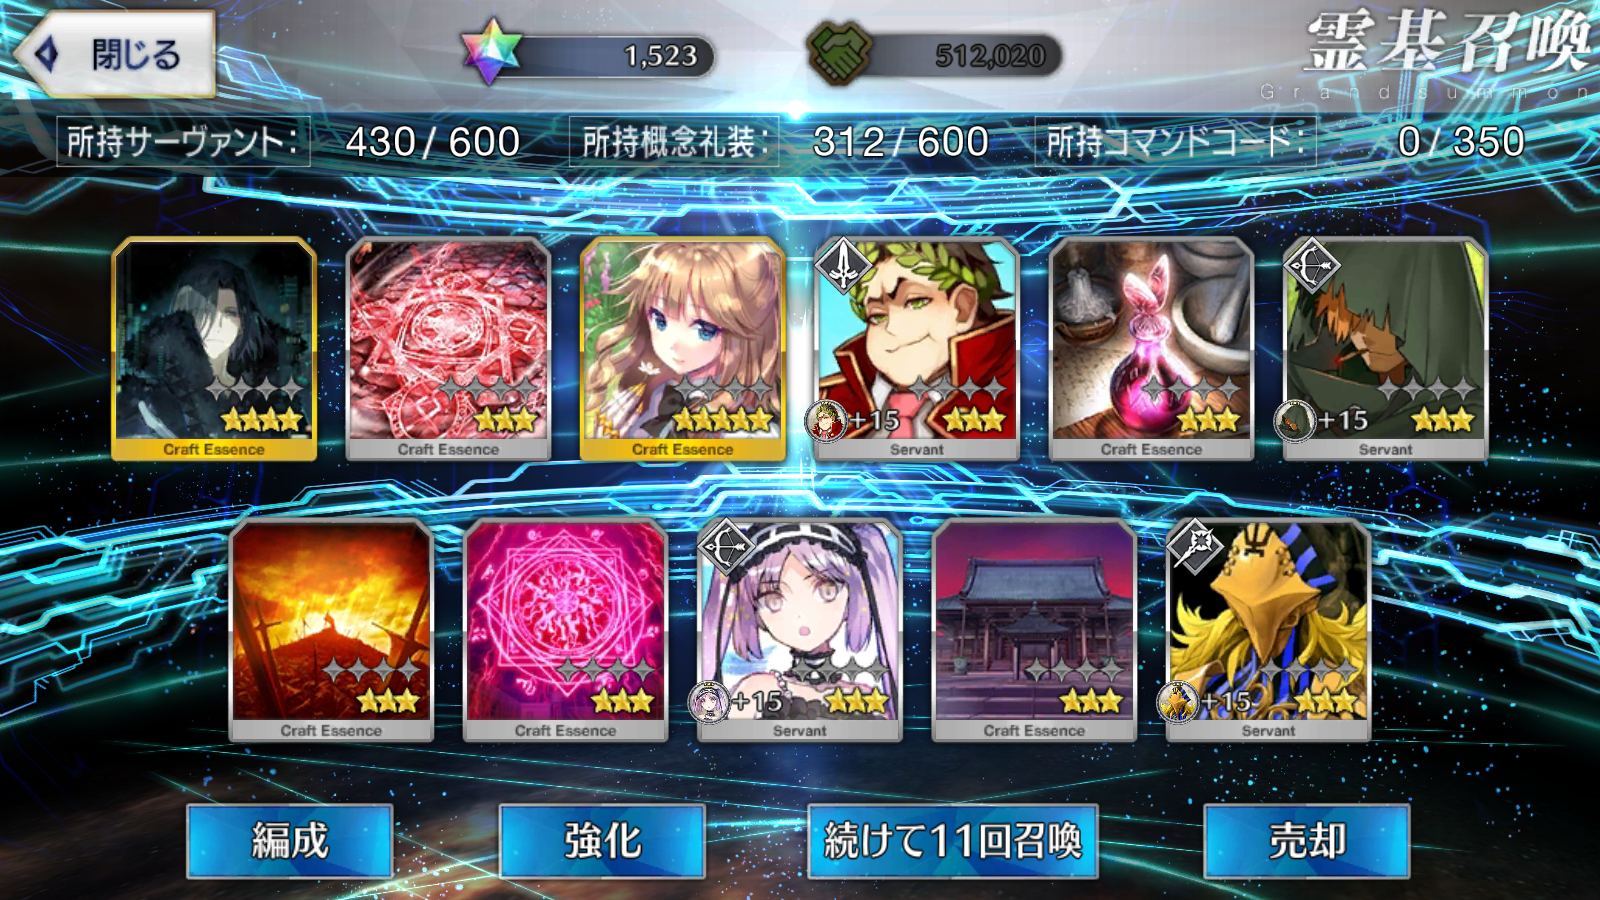 閉じる
1,523
512,020
霊基召喚
Grandsummon
所持サーヴァント: 430/600
所持概念礼装: 312/600
所持コマンドコード: 0/350
Craft Essence
Craft Essence
Craft Essence
+15
Servant
Craft Essence
+15
Servant
Craft Essence
Craft Essence
+15
Servant
Craft Essence
+15
Servant
編成
強化
続けて11回召喚
売却